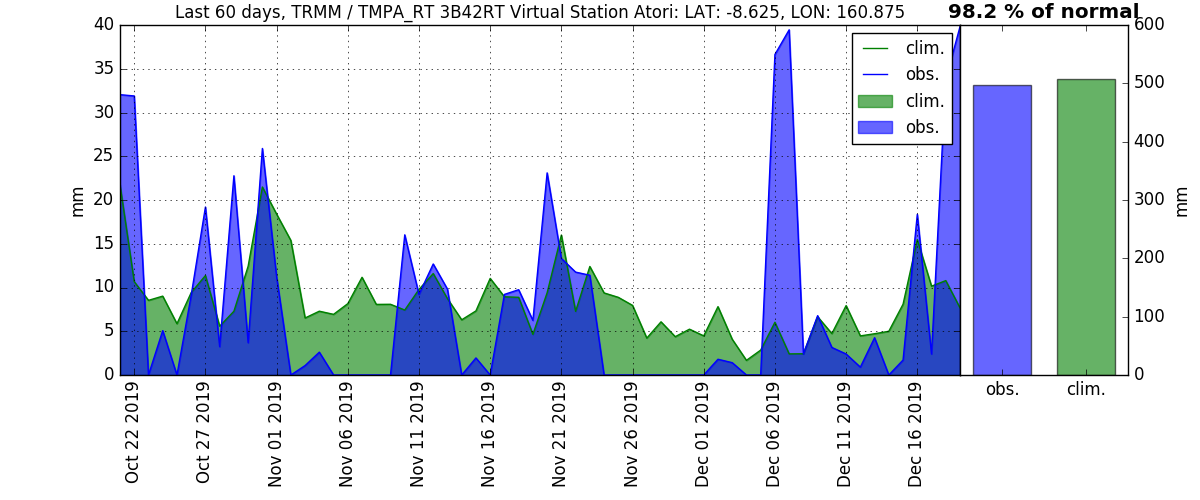 Last 60 days, TRMM / TMPA_RT 3B42RT Virtual Station Atori: LAT: -8.625, LON: 160.875
98.2 % of normal
40
35
30
25
20
15
10
5
0
mm
clim.
obs.
clim.
obs.
600
500
400
300
200
100
0
mm
obs.
clim.
Oct 22 2019
Oct 27 2019
Nov 01 2019
Nov 06 2019
Nov 11 2019
Nov 16 2019
Nov 21 2019
Nov 26 2019
Dec 01 2019
Dec 06 2019
Dec 11 2019
Dec 16 2019